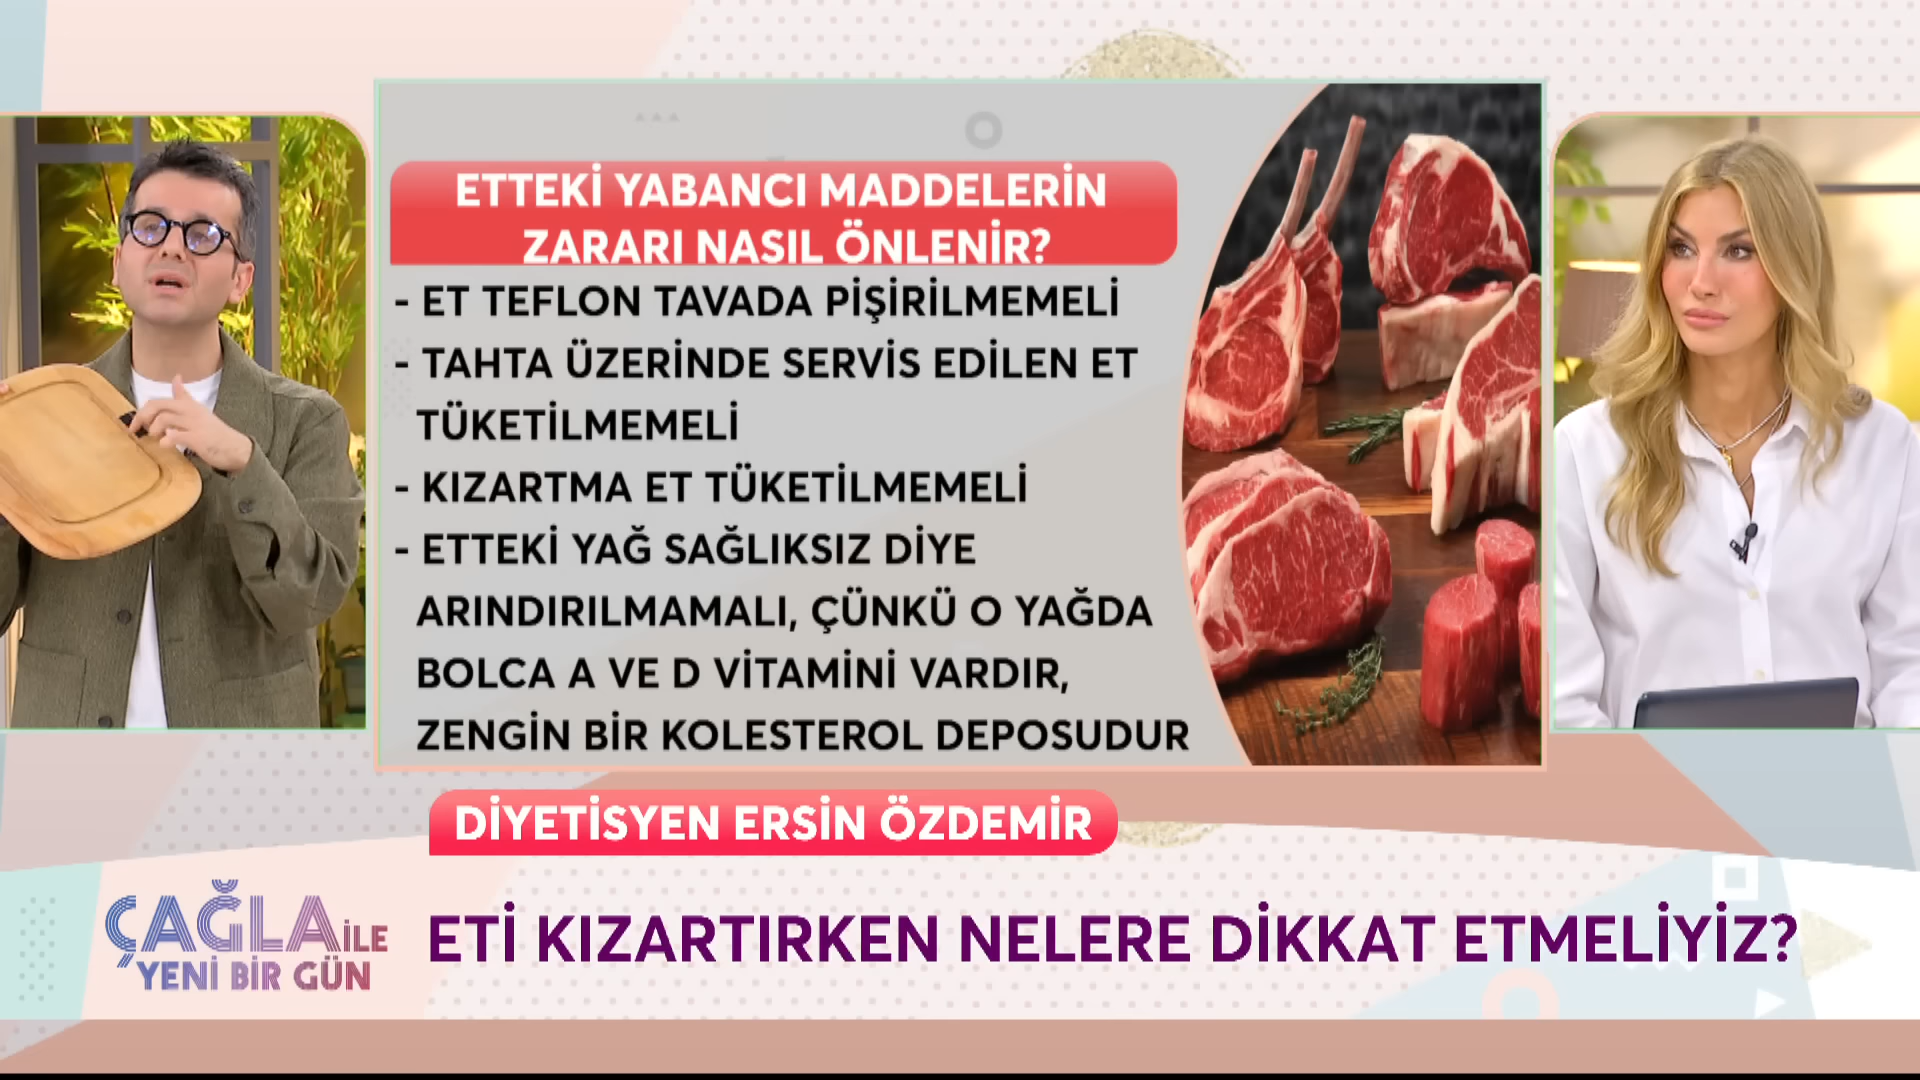 ETTEKİ YABANCI MADDELERİN
ZARARI NASIL ÖNLENİR?
- ET TEFLON TAVADA PİŞİRİLMEMELİ
- TAHTA ÜZERİNDE SERVİS EDİLEN ET
TÜKETİLMEMELİ
- KIZARTMA ET TÜKETİLMEMELİ
- ETTEKİ YAĞ SAĞLIKSIZ DİYE
ARINDIRILMAMALI, ÇÜNKÜ O YAĞDA
BOLCA A VE D VİTAMİNİ VARDIR,
ZENGİN BİR KOLESTEROL DEPOSUDUR
DİYETİSYEN ERSİN ÖZDEMİR
ÇAĞLA İLE
YENİ BİR GÜN
ETİ KIZARTIRKEN NELERE DİKKAT ETMELİYİZ?